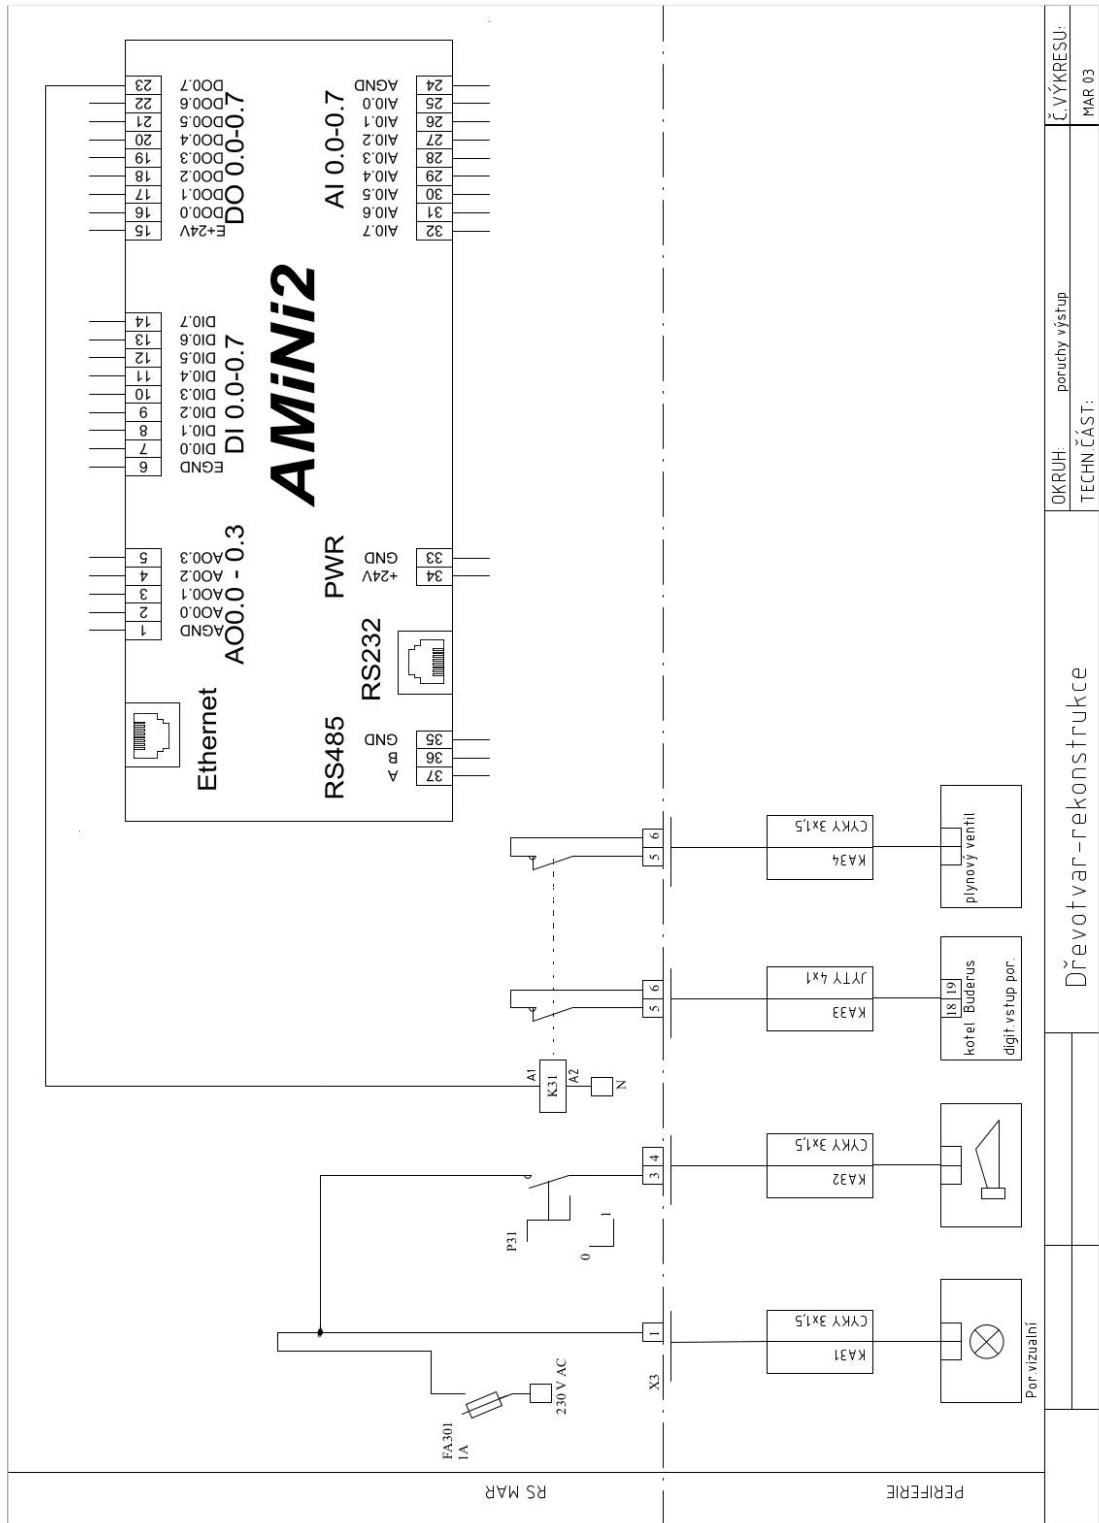 23 22 21 20 19 18 17 16 15
DO0.7
DO0.6
DO0.5
DO0.4
DO0.3
DO0.2
DO0.1
DO0.0
E+24V
DO 0.0-0.7
14 13 12 11 10 9 8 7 6
DI0.7
DI0.6
DI0.5
DI0.4
DI0.3
DI0.2
DI0.1
DI0.0
EGND
DI 0.0-0.7
5 4 3 2 1
AO0.3
AO0.2
AO0.1
AO0.0
AGND
AO0.0 - 0.3
Ethernet
AMiNi2
AI 0.0-0.7
AGND
AI0.0
AI0.1
AI0.2
AI0.3
AI0.4
AI0.5
AI0.6
AI0.7
24 25 26 27 28 29 30 31 32
PWR
GND
+24V
33 34
RS232
RS485
GND
B
A
35 36 37
FA301
1A
230 V AC
P31
0 1
A1
K31
A2
N
X3
1
3 4
5 6
5 6
KA31
CYKY 3x1,5
KA32
CYKY 3x1,5
KA33
JYTY 4x1
KA34
CYKY 3x1,5
Por.vizualní
18 19
kotel Buderus
digit.vstup por.
plynový ventil
RS MAR
PERIFERIE
Dřevotvar-rekonstrukce
OKRUH: poruchy výstup
TECHN.ČÁST:
Č.VÝKRESU:
MAR 03